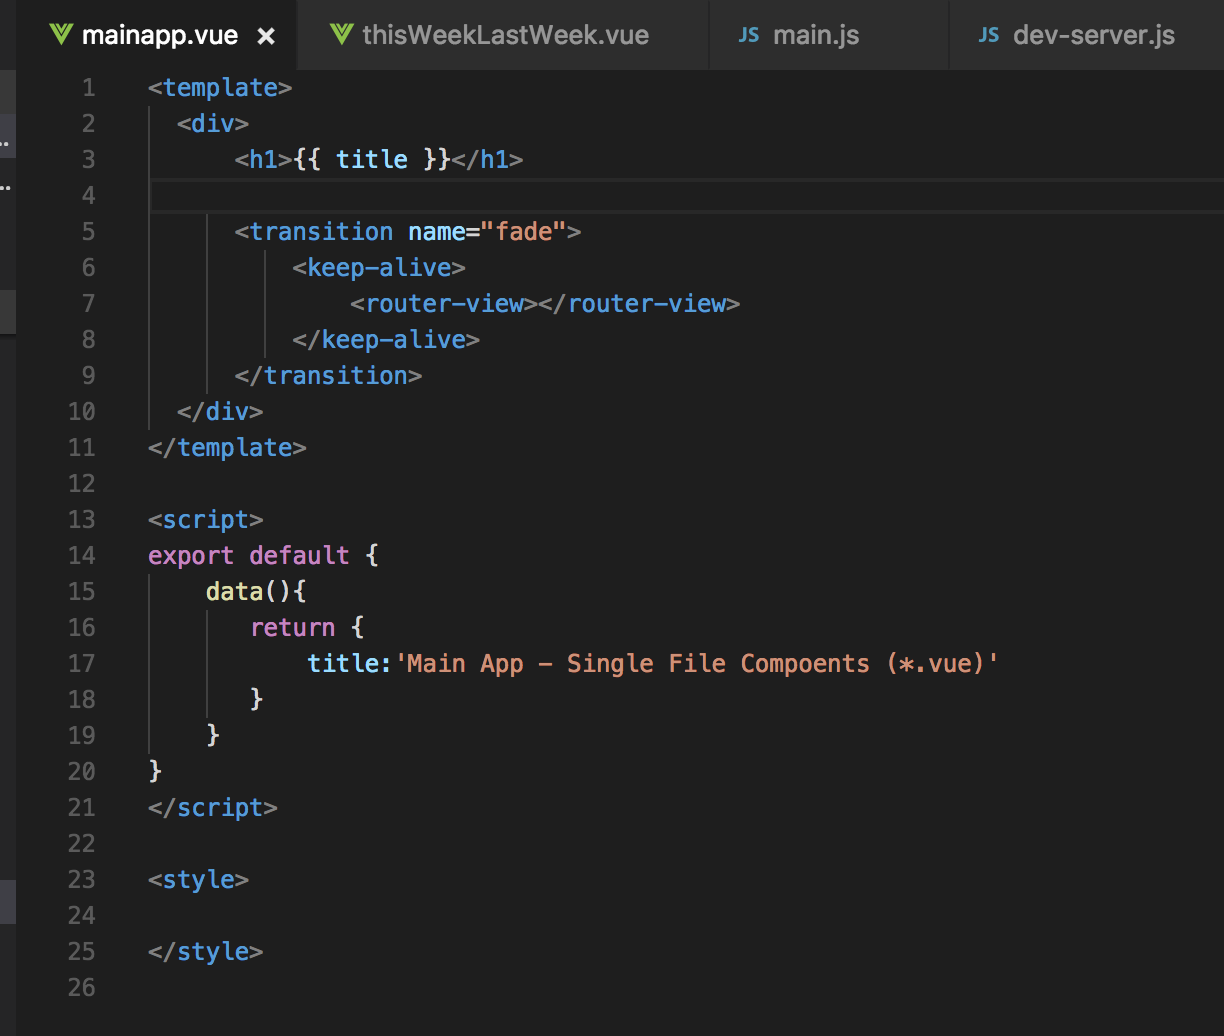 mainapp.vue × thisWeekLastWeek.vue JS main.js JS dev-server.js
1 <template>
2 <div>
3 <h1>{{ title }}</h1>
4
5 <transition name="fade">
6 <keep-alive>
7 <router-view></router-view>
8 </keep-alive>
9 </transition>
10 </div>
11 </template>
12
13 <script>
14 export default {
15 data(){
16 return {
17 title:'Main App - Single File Compoents (*.vue)'
18 }
19 }
20 }
21 </script>
22
23 <style>
24
25 </style>
26